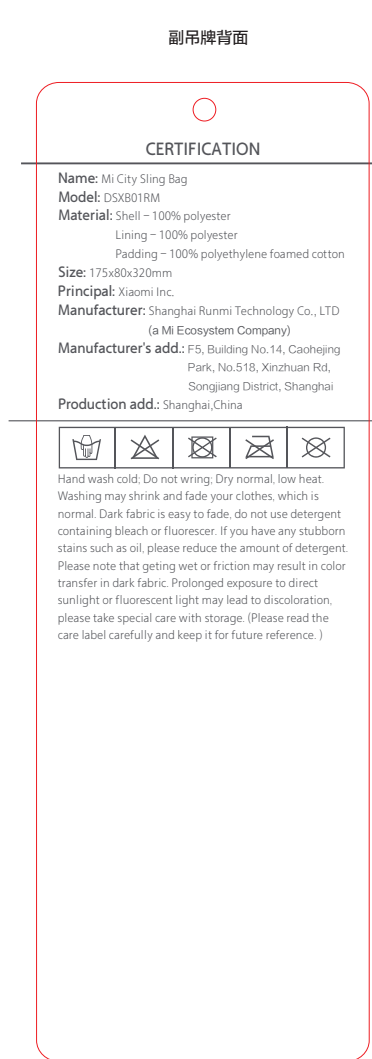 副吊牌背面
CERTIFICATION
Name: Mi City Sling Bag
Model: DSXB01RM
Material: Shell – 100% polyester
Lining – 100% polyester
Padding – 100% polyethylene foamed cotton
Size: 175x80x320mm
Principal: Xiaomi Inc.
Manufacturer: Shanghai Runmi Technology Co., LTD
(a Mi Ecosystem Company)
Manufacturer's add.: F5, Building No.14, Caohejing
Park, No.518, Xinzhuan Rd,
Songjiang District, Shanghai
Production add.: Shanghai,China
Hand wash cold; Do not wring; Dry normal, low heat.
Washing may shrink and fade your clothes, which is
normal. Dark fabric is easy to fade, do not use detergent
containing bleach or fluorescer. If you have any stubborn
stains such as oil, please reduce the amount of detergent.
Please note that geting wet or friction may result in color
transfer in dark fabric. Prolonged exposure to direct
sunlight or fluorescent light may lead to discoloration,
please take special care with storage. (Please read the
care label carefully and keep it for future reference. )